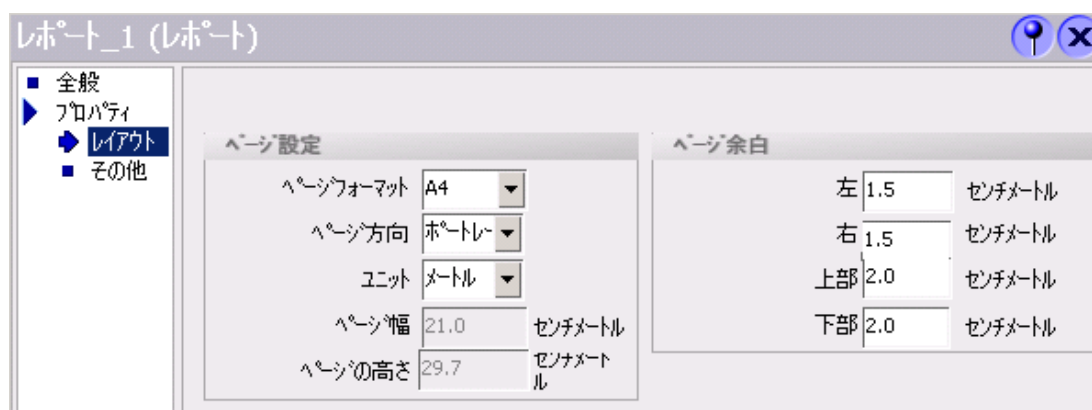 レポート_1 (レポート)
全般
プロパティ
レイアウト
その他
ページ設定
ページフォーマット A4
ページ方向 ポートレー
ユニット メートル
ページ幅 21.0 センチメートル
ページの高さ 29.7 センチメート
ル
ページ余白
左 1.5 センチメートル
右 1.5 センチメートル
上部 2.0 センチメートル
下部 2.0 センチメートル